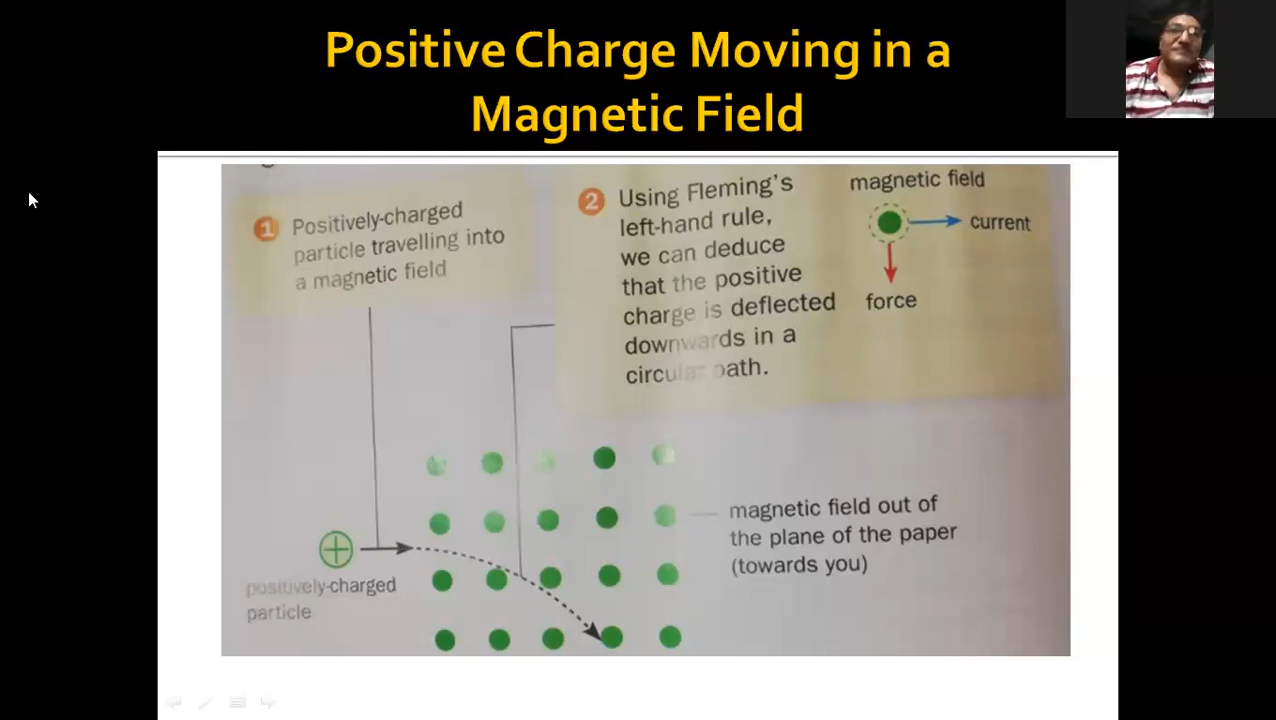 Positive Charge Moving in a
Magnetic Field
1 Positively-charged
particle travelling into
a magnetic field
2 Using Fleming's
left-hand rule,
we can deduce
that the positive
charge is deflected
downwards in a
circular path.
magnetic field
current
force
magnetic field out of
the plane of the paper
(towards you)
positively-charged
particle